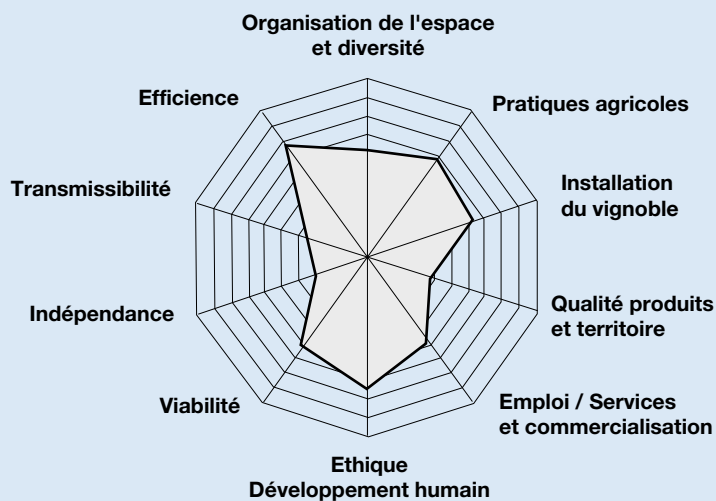 Organisation de l'espace
et diversité
Efficience
Pratiques agricoles
Transmissibilité
Installation
du vignoble
Indépendance
Qualité produits
et territoire
Viabilité
Emploi / Services
et commercialisation
Ethique
Développement humain